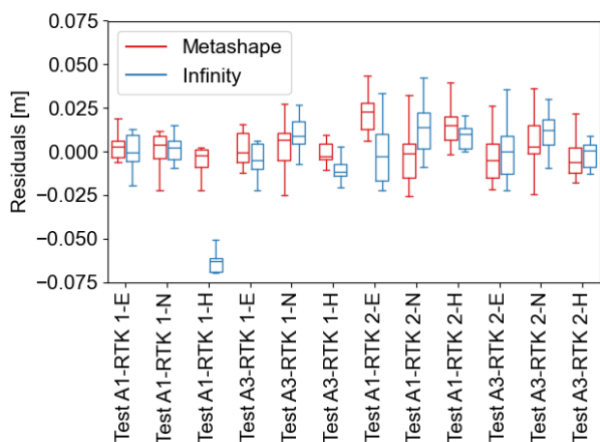 0.075
0.050
0.025
0.000
−0.025
−0.050
−0.075
Residuals [m]
Metashape
Infinity
Test A1-RTK 1-E
Test A1-RTK 1-N
Test A1-RTK 1-H
Test A3-RTK 1-E
Test A3-RTK 1-N
Test A3-RTK 1-H
Test A1-RTK 2-E
Test A1-RTK 2-N
Test A1-RTK 2-H
Test A3-RTK 2-E
Test A3-RTK 2-N
Test A3-RTK 2-H